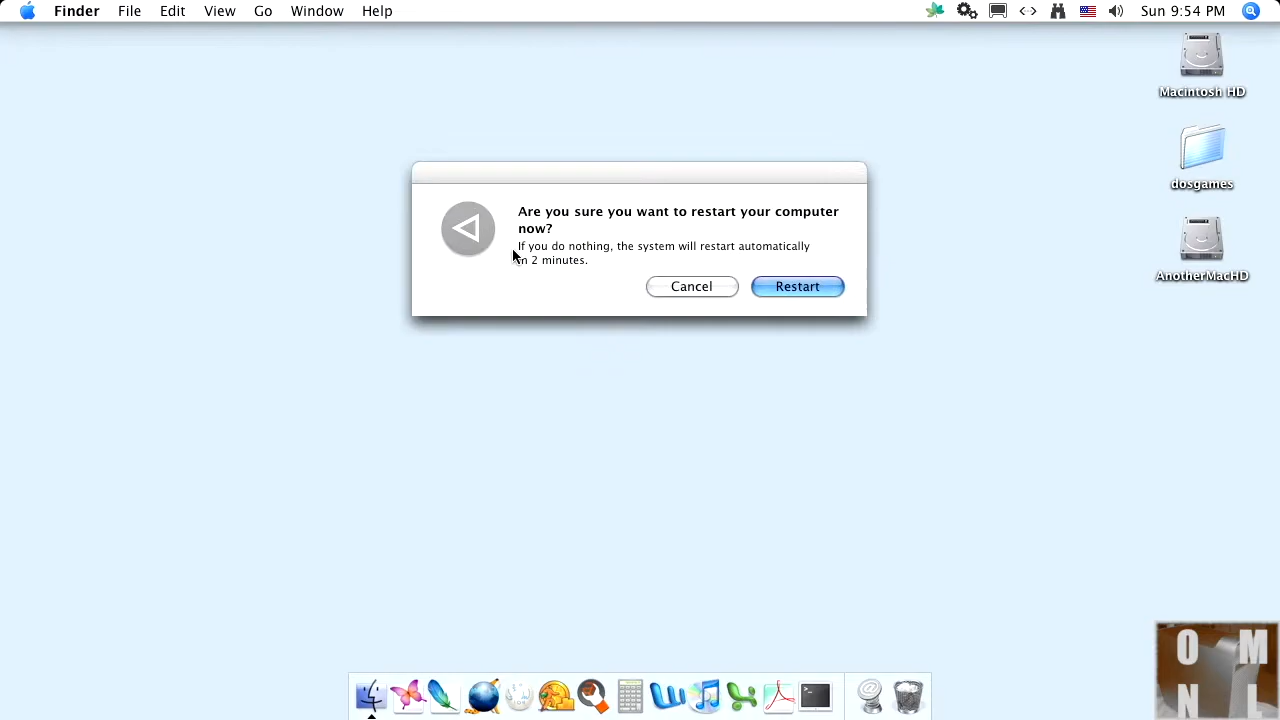 Finder File Edit View Go Window Help Sun 9:54 PM
Macintosh HD
dosgames
AnotherMacHD
Are you sure you want to restart your computer
now?
If you do nothing, the system will restart automatically
in 2 minutes.
Cancel Restart
O M
N L